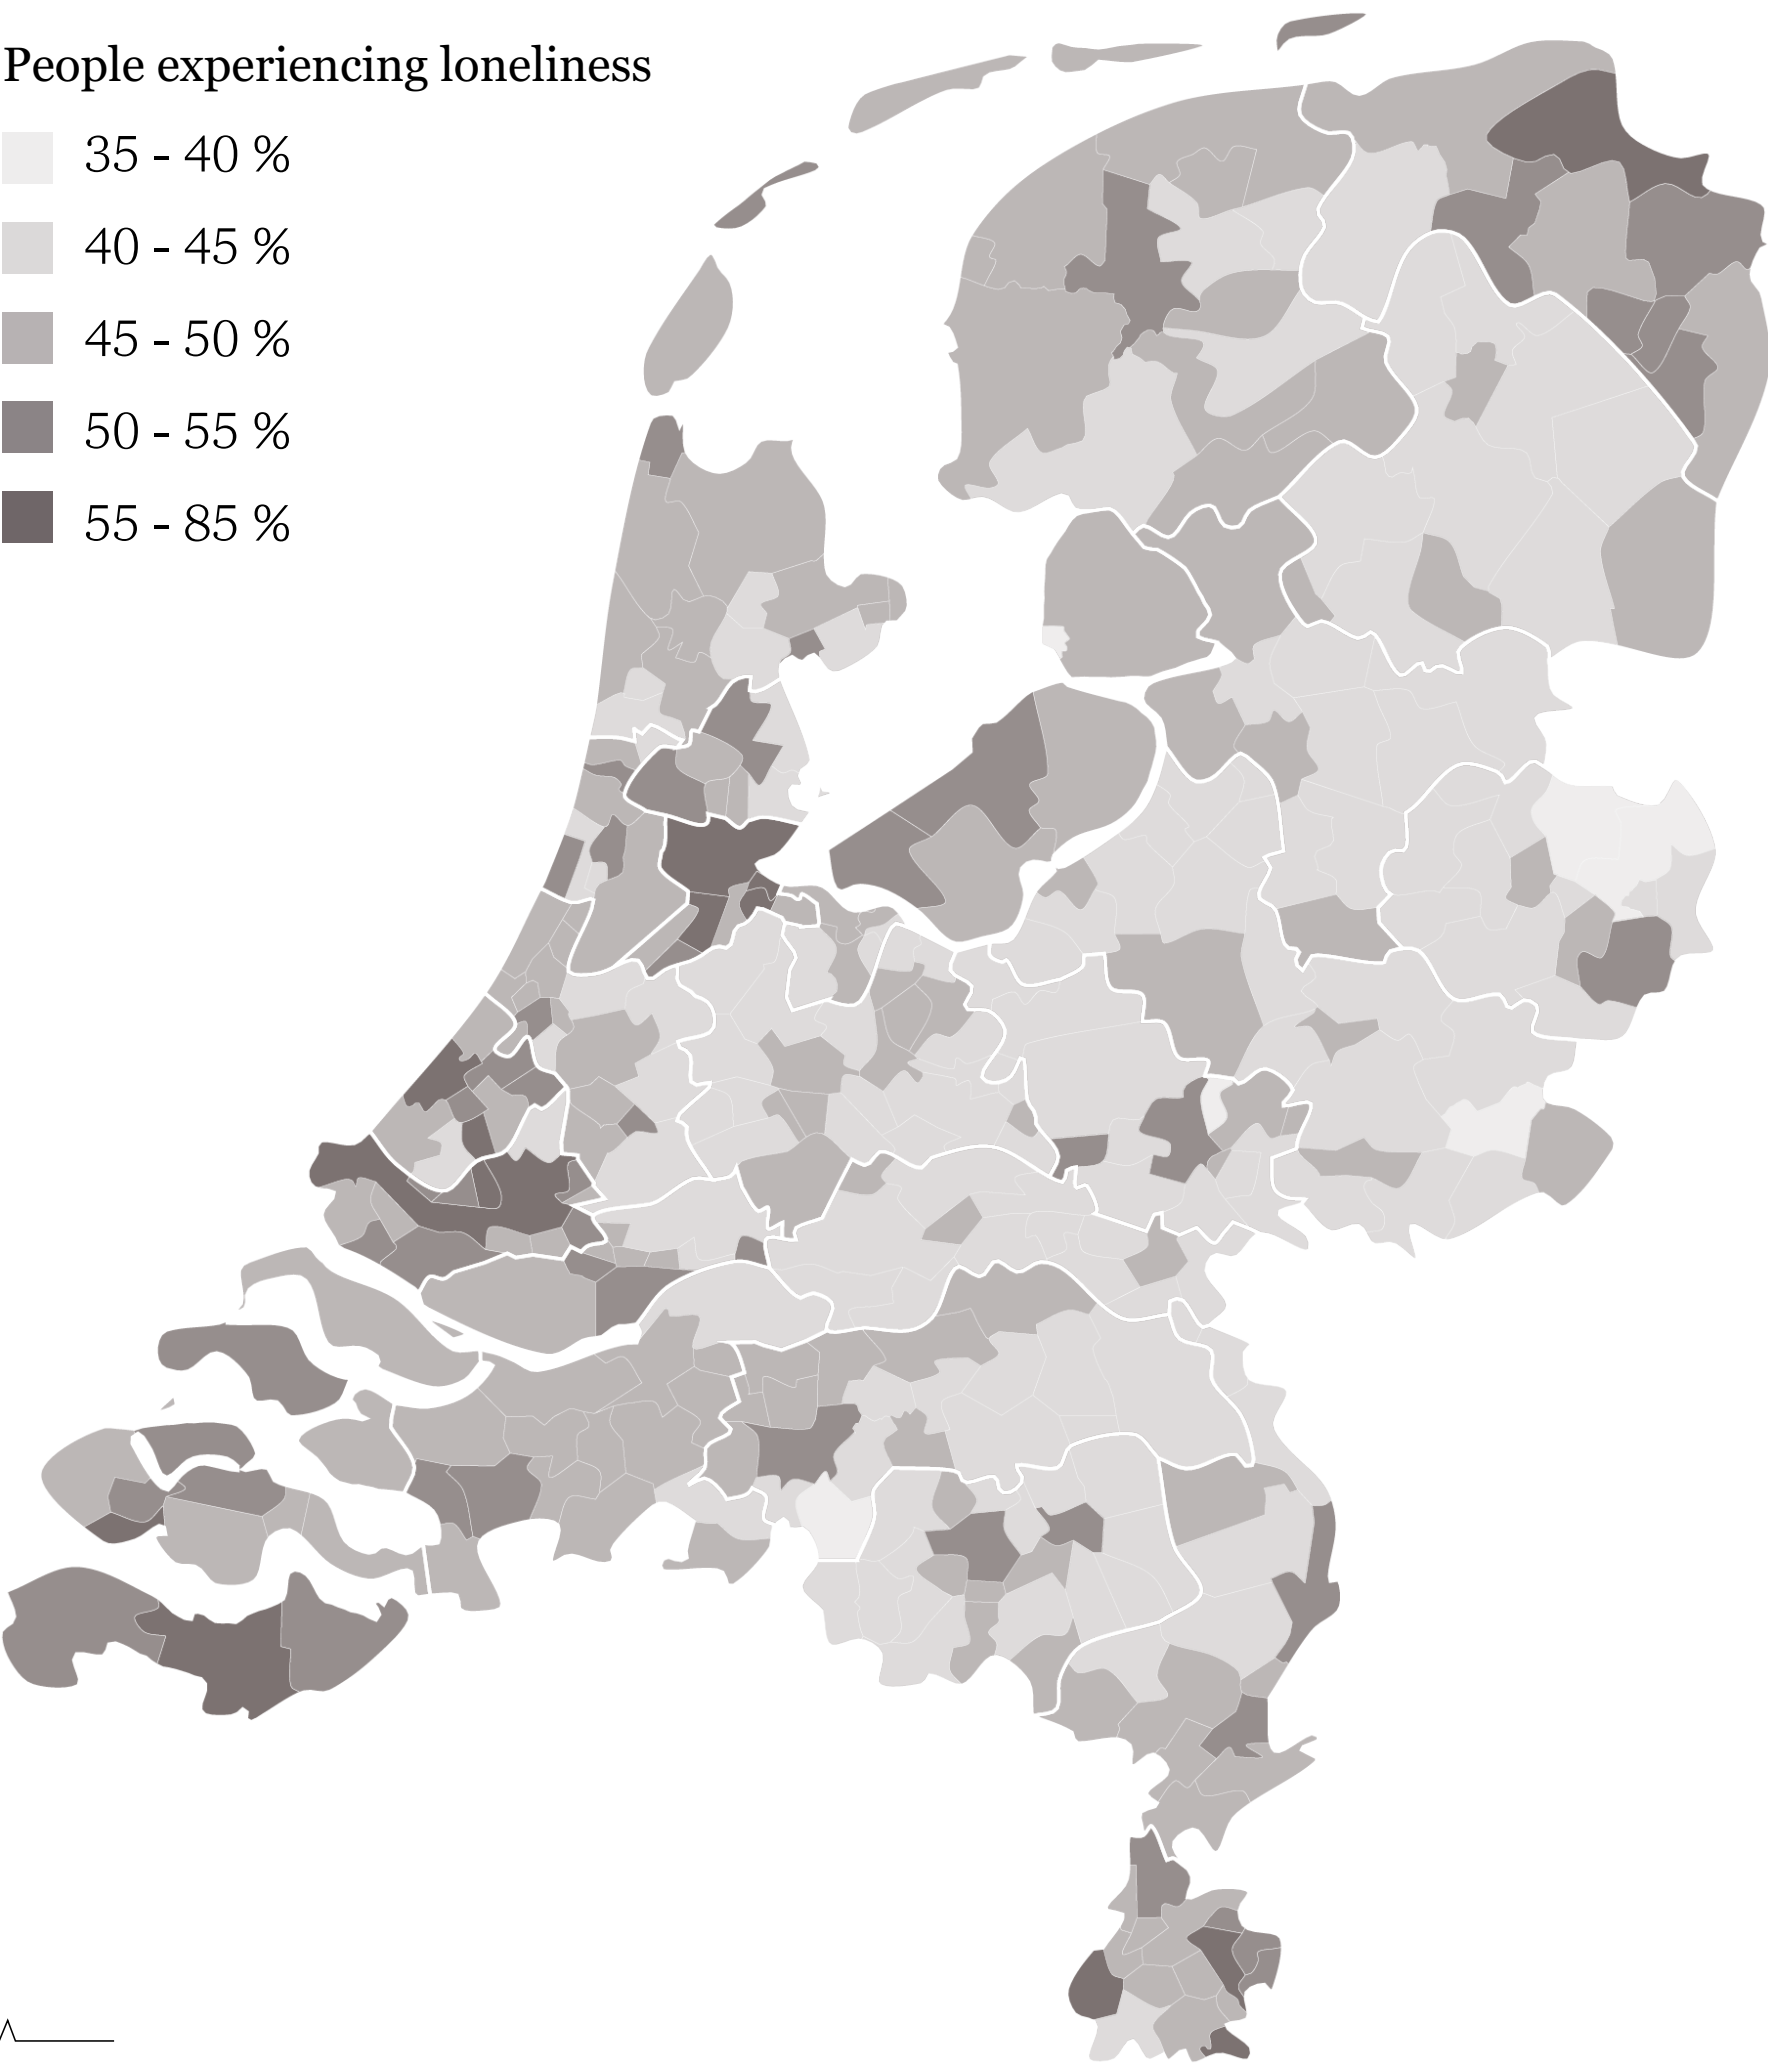 People experiencing loneliness
35 - 40 %
40 - 45 %
45 - 50 %
50 - 55 %
55 - 85 %